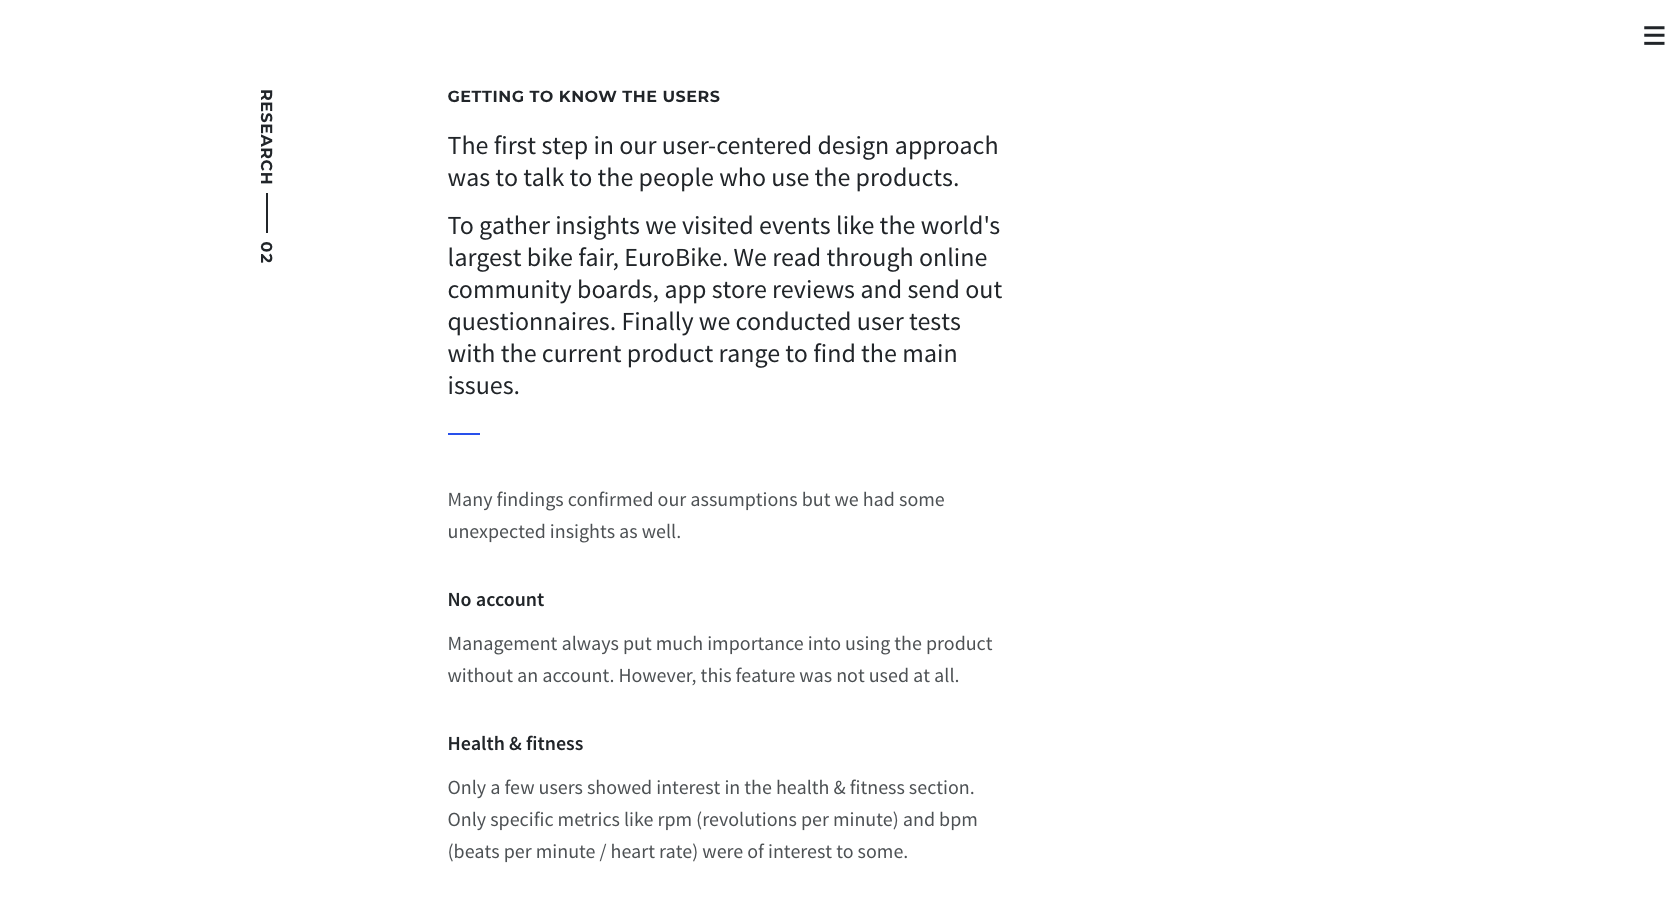 RESEARCH — 02
GETTING TO KNOW THE USERS
The first step in our user-centered design approach
was to talk to the people who use the products.
To gather insights we visited events like the world's
largest bike fair, EuroBike. We read through online
community boards, app store reviews and send out
questionnaires. Finally we conducted user tests
with the current product range to find the main
issues.
Many findings confirmed our assumptions but we had some
unexpected insights as well.
No account
Management always put much importance into using the product
without an account. However, this feature was not used at all.
Health & fitness
Only a few users showed interest in the health & fitness section.
Only specific metrics like rpm (revolutions per minute) and bpm
(beats per minute / heart rate) were of interest to some.